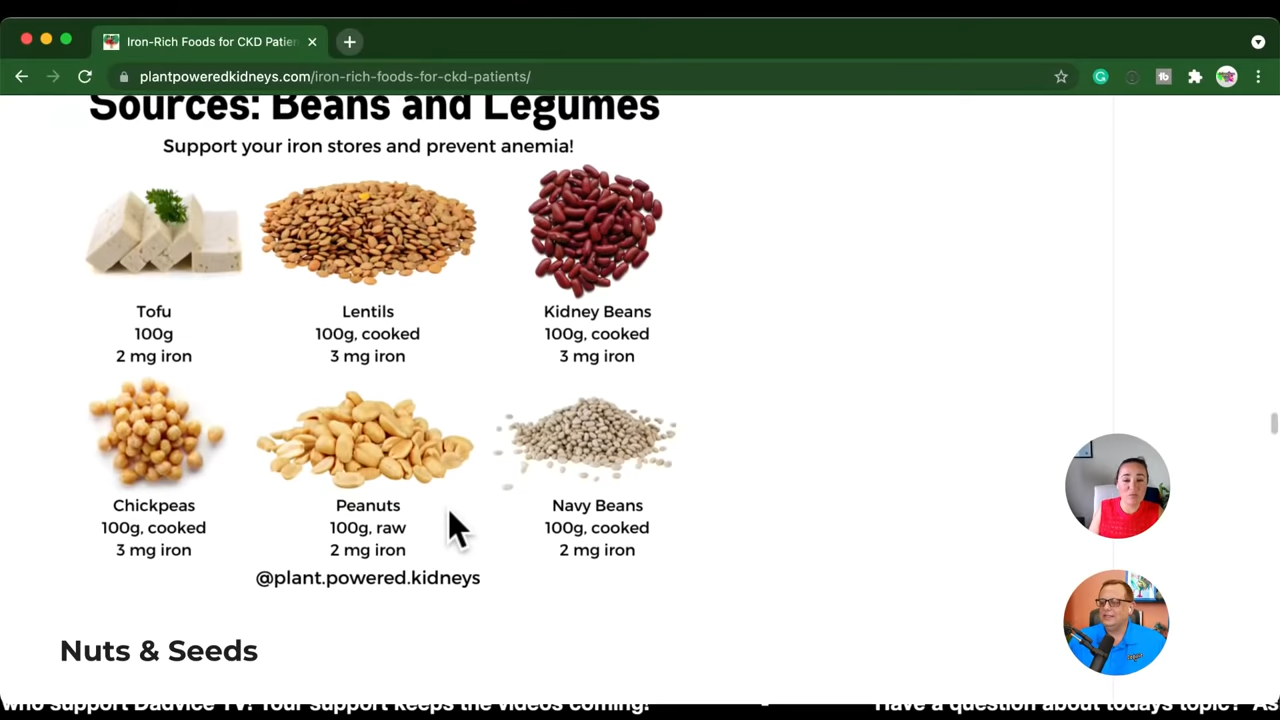 Iron-Rich Foods for CKD Patien
plantpoweredkidneys.com/iron-rich-foods-for-ckd-patients/
Sources: Beans and Legumes
Support your iron stores and prevent anemia!
Tofu
100g
2 mg iron
Lentils
100g, cooked
3 mg iron
Kidney Beans
100g, cooked
3 mg iron
Chickpeas
100g, cooked
3 mg iron
Peanuts
100g, raw
2 mg iron
Navy Beans
100g, cooked
2 mg iron
@plant.powered.kidneys
Nuts & Seeds
who support Dadvice TV! Your support keeps the videos coming! - Have a question about todays topic? As